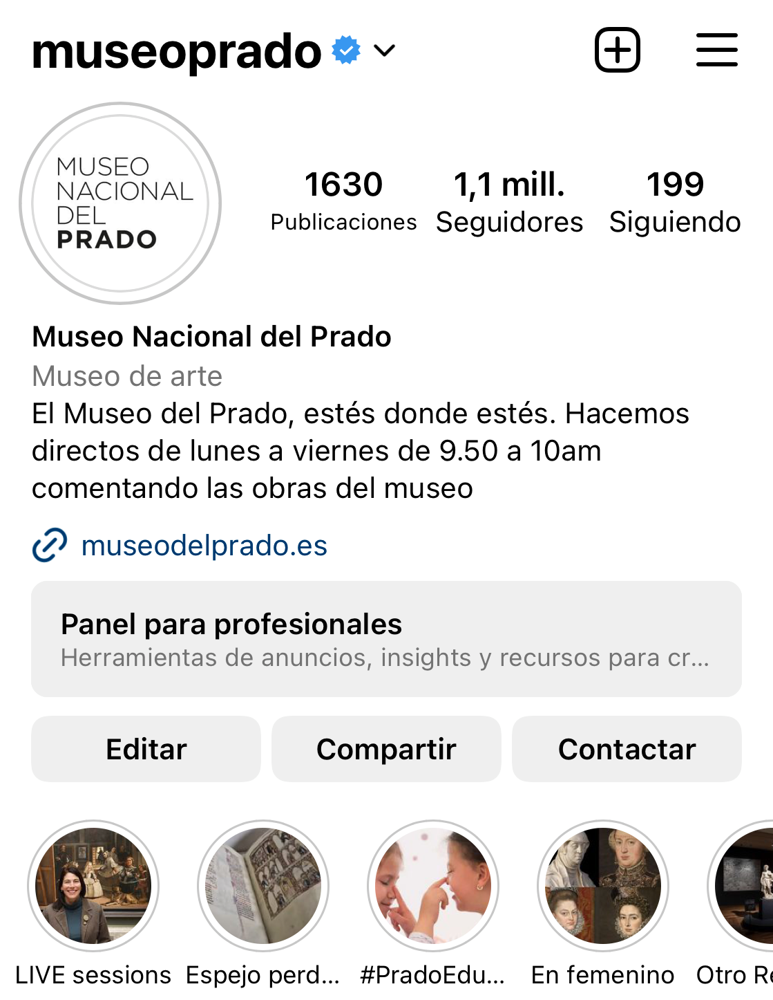 museoprado
MUSEO
NACIONAL
DEL
PRADO
1630
Publicaciones
1,1 mill.
Seguidores
199
Siguiendo
Museo Nacional del Prado
Museo de arte
El Museo del Prado, estés donde estés. Hacemos
directos de lunes a viernes de 9.50 a 10am
comentando las obras del museo
museodelprado.es
Panel para profesionales
Herramientas de anuncios, insights y recursos para cr...
Editar
Compartir
Contactar
LIVE sessions
Espejo perd...
#PradoEdu...
En femenino
Otro Re